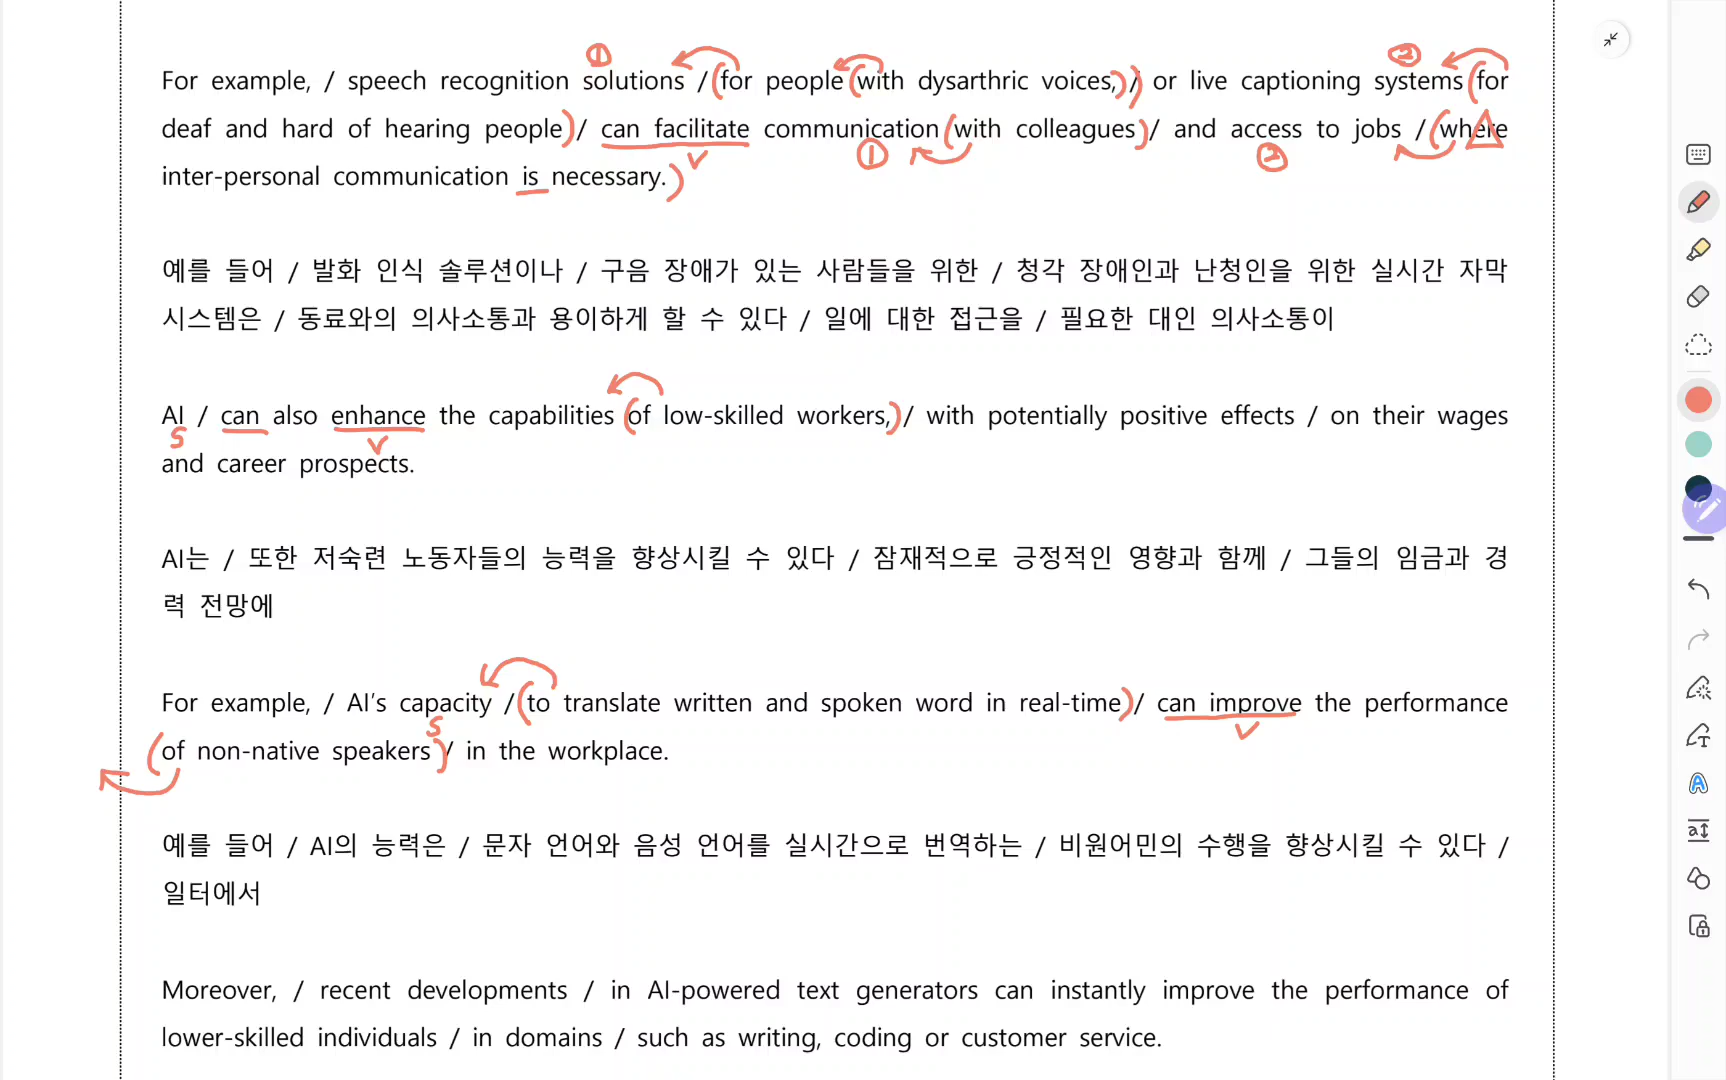 For example, / speech recognition solutions / (for people (with dysarthric voices,) /) or live captioning systems (for
deaf and hard of hearing people) / can facilitate communication (with colleagues) / and access to jobs / (where
inter-personal communication is necessary.)
① ② ① ② V
예를 들어 / 발화 인식 솔루션이나 / 구음 장애가 있는 사람들을 위한 / 청각 장애인과 난청인을 위한 실시간 자막
시스템은 / 동료와의 의사소통과 용이하게 할 수 있다 / 일에 대한 접근을 / 필요한 대인 의사소통이
AI / can also enhance the capabilities (of low-skilled workers,) / with potentially positive effects / on their wages
S V
and career prospects.
AI는 / 또한 저숙련 노동자들의 능력을 향상시킬 수 있다 / 잠재적으로 긍정적인 영향과 함께 / 그들의 임금과 경
력 전망에
For example, / AI's capacity / (to translate written and spoken word in real-time) / can improve the performance
S V
(of non-native speakers) / in the workplace.
예를 들어 / AI의 능력은 / 문자 언어와 음성 언어를 실시간으로 번역하는 / 비원어민의 수행을 향상시킬 수 있다 /
일터에서
Moreover, / recent developments / in AI-powered text generators can instantly improve the performance of
lower-skilled individuals / in domains / such as writing, coding or customer service.